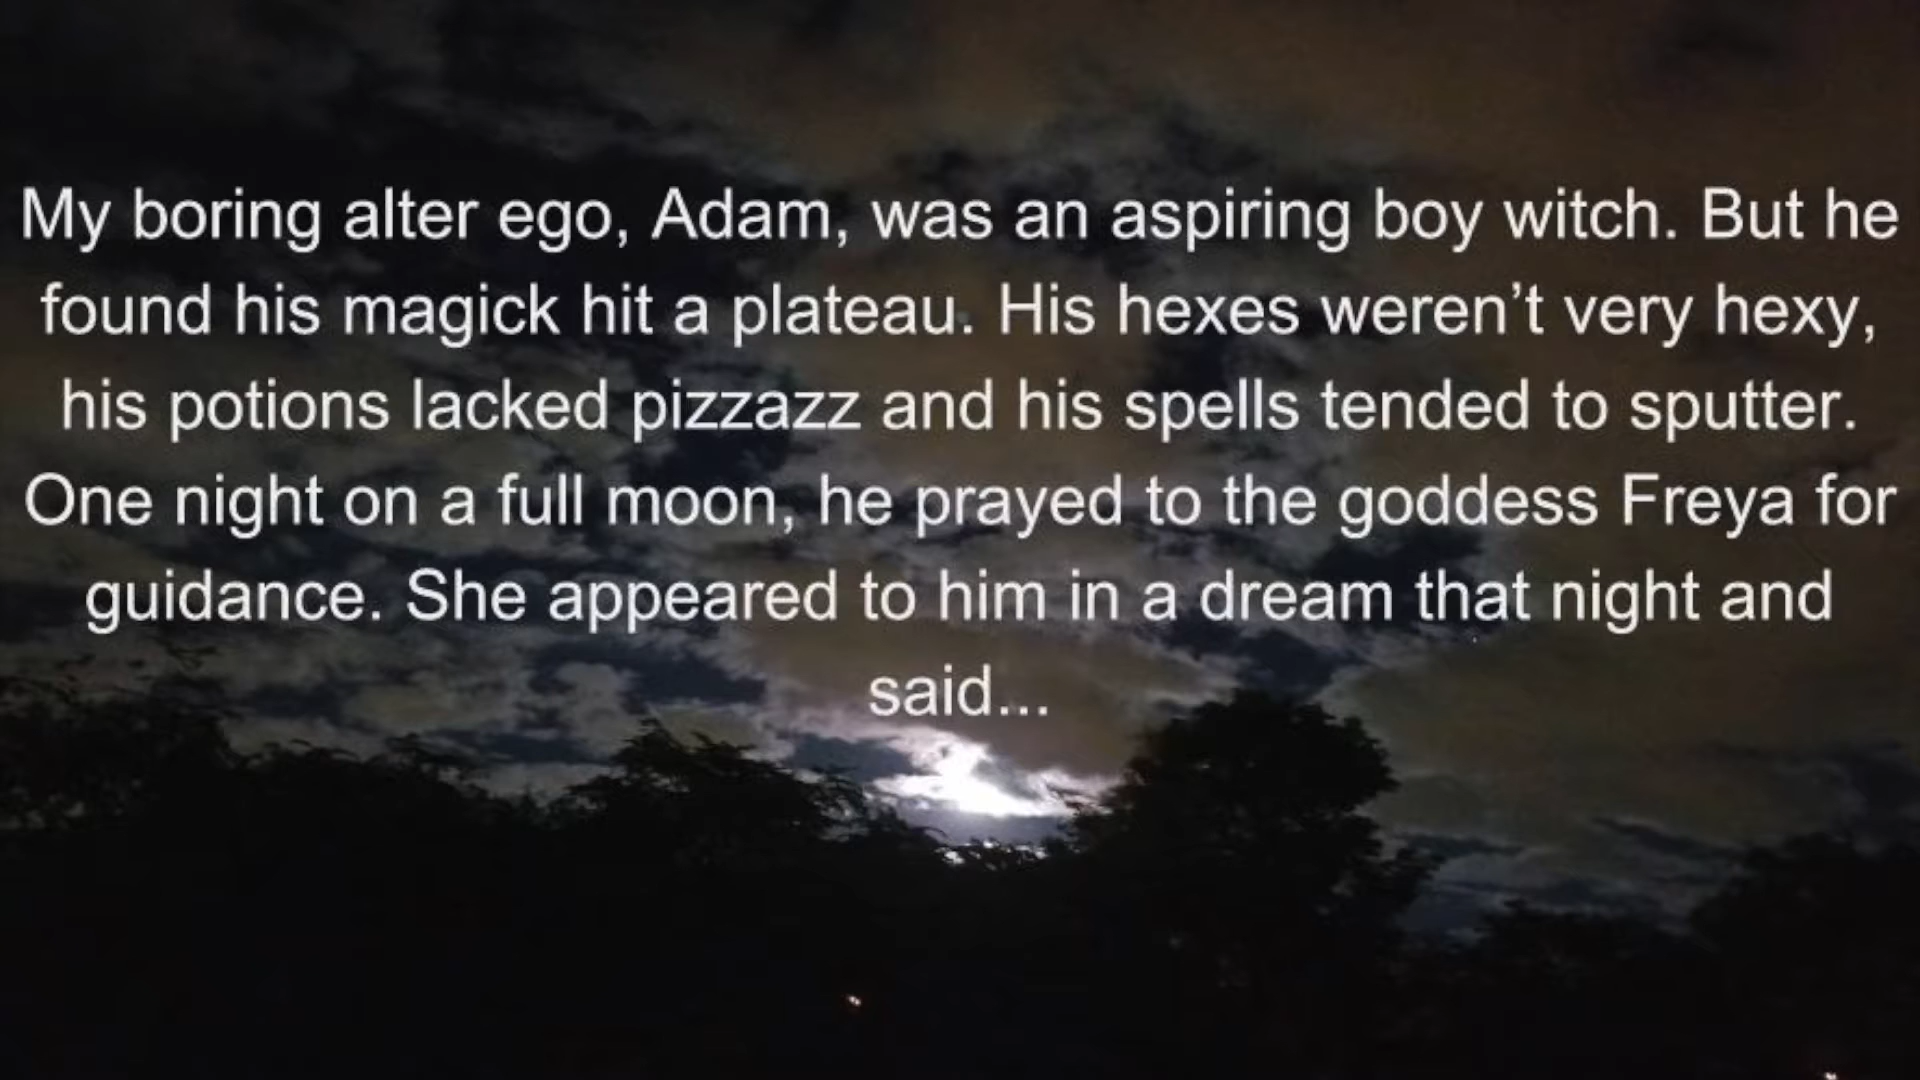 My boring alter ego, Adam, was an aspiring boy witch. But he
found his magick hit a plateau. His hexes weren’t very hexy,
his potions lacked pizzazz and his spells tended to sputter.
One night on a full moon, he prayed to the goddess Freya for
guidance. She appeared to him in a dream that night and
said...